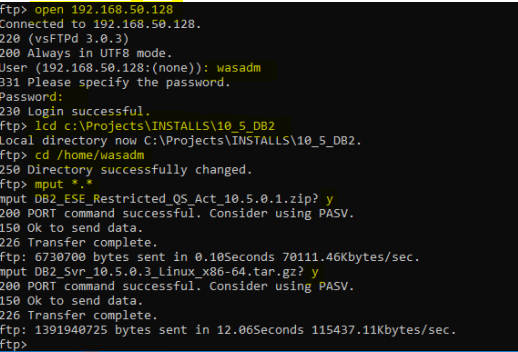 ftp> open 192.168.50.128
Connected to 192.168.50.128.
220 (vsFTPd 3.0.3)
200 Always in UTF8 mode.
User (192.168.50.128:(none)): wasadm
331 Please specify the password.
Password:
230 Login successful.
ftp> lcd c:\Projects\INSTALLS\10_5_DB2
Local directory now C:\Projects\INSTALLS\10_5_DB2.
ftp> cd /home/wasadm
250 Directory successfully changed.
ftp> mput *.*
mput DB2_ESE_Restricted_QS_Act_10.5.0.1.zip? y
200 PORT command successful. Consider using PASV.
150 Ok to send data.
226 Transfer complete.
ftp: 6730700 bytes sent in 0.10Seconds 70111.46Kbytes/sec.
mput DB2_Svr_10.5.0.3_Linux_x86-64.tar.gz? y
200 PORT command successful. Consider using PASV.
150 Ok to send data.
226 Transfer complete.
ftp: 1391940725 bytes sent in 12.06Seconds 115437.11Kbytes/sec.
ftp>